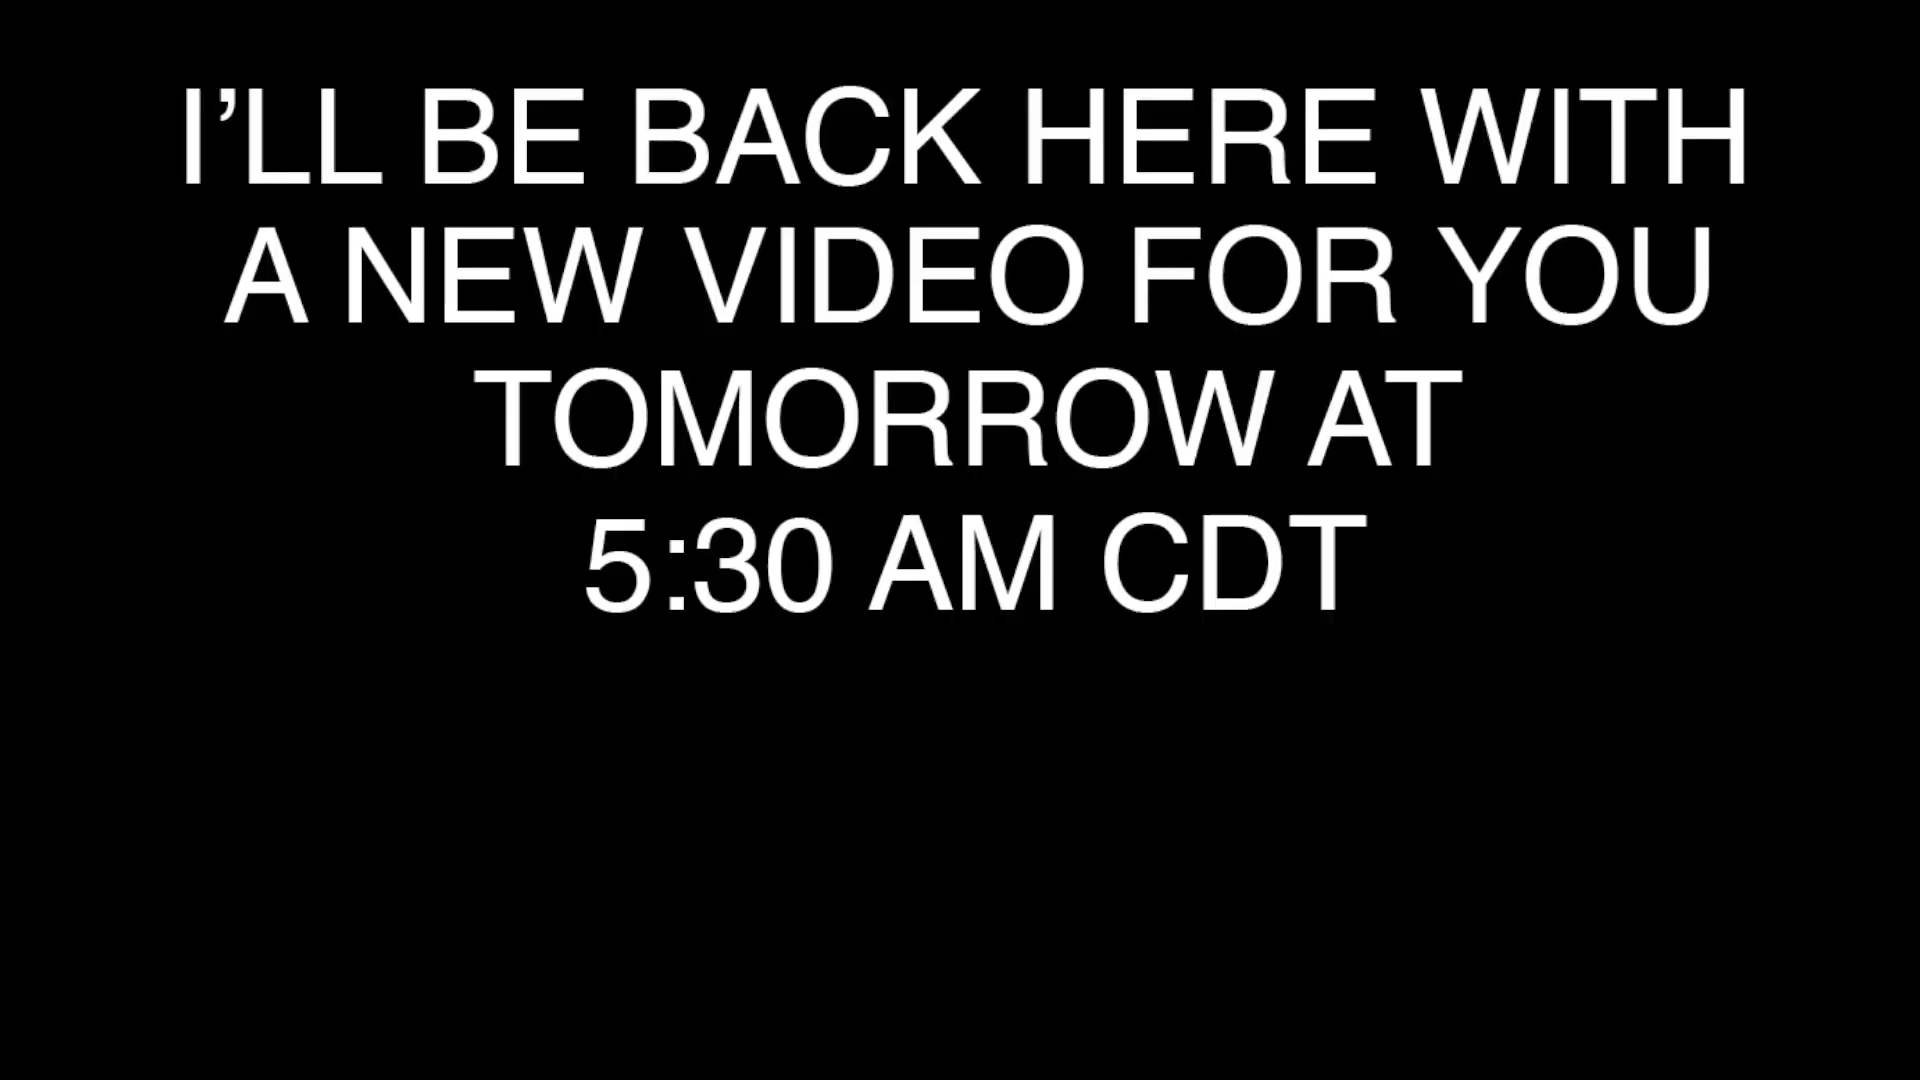 I’LL BE BACK HERE WITH
A NEW VIDEO FOR YOU
TOMORROW AT
5:30 AM CDT